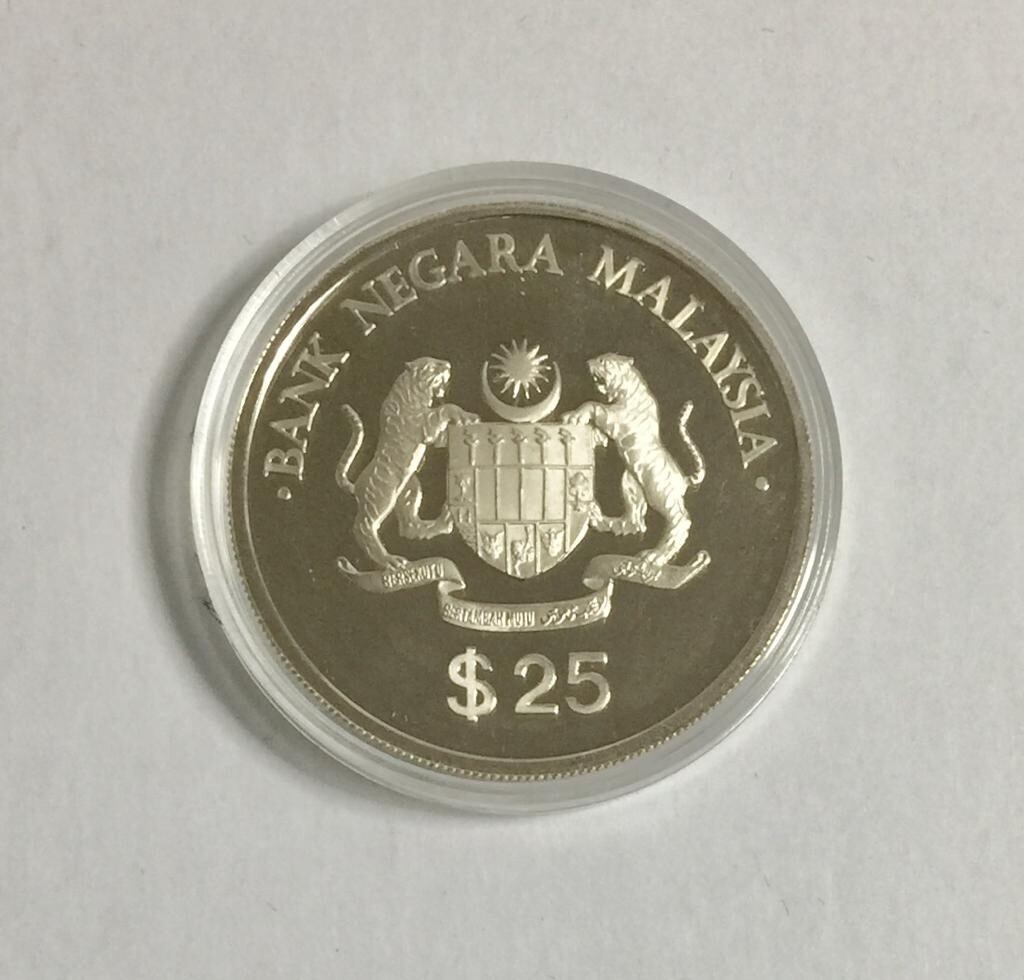 · BANK NEGARA MALAYSIA ·
BERSEKUTU
BERTAMBAH MUTU
$ 25